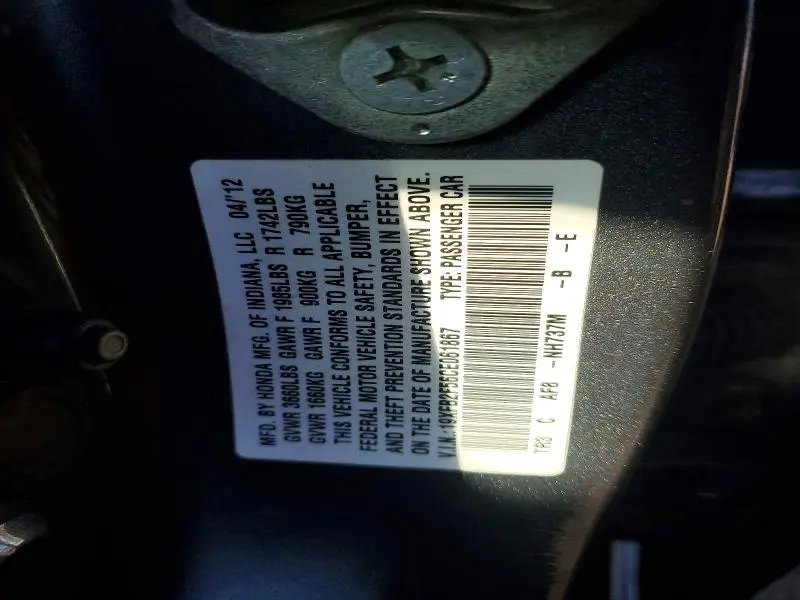 MFD. BY HONDA MFG. OF INDIANA, LLC 04/'12
GVWR 3660LBS GAWR F 1985LBS R 1742LBS
GVWR 1660KG GAWR F 900KG R 790KG
THIS VEHICLE CONFORMS TO ALL APPLICABLE
FEDERAL MOTOR VEHICLE SAFETY, BUMPER,
AND THEFT PREVENTION STANDARDS IN EFFECT
ON THE DATE OF MANUFACTURE SHOWN ABOVE.
V.I.N.:19XFB2F56CE061867 TYPE: PASSENGER CAR
TR3 C AF8 -NH737M -B -E